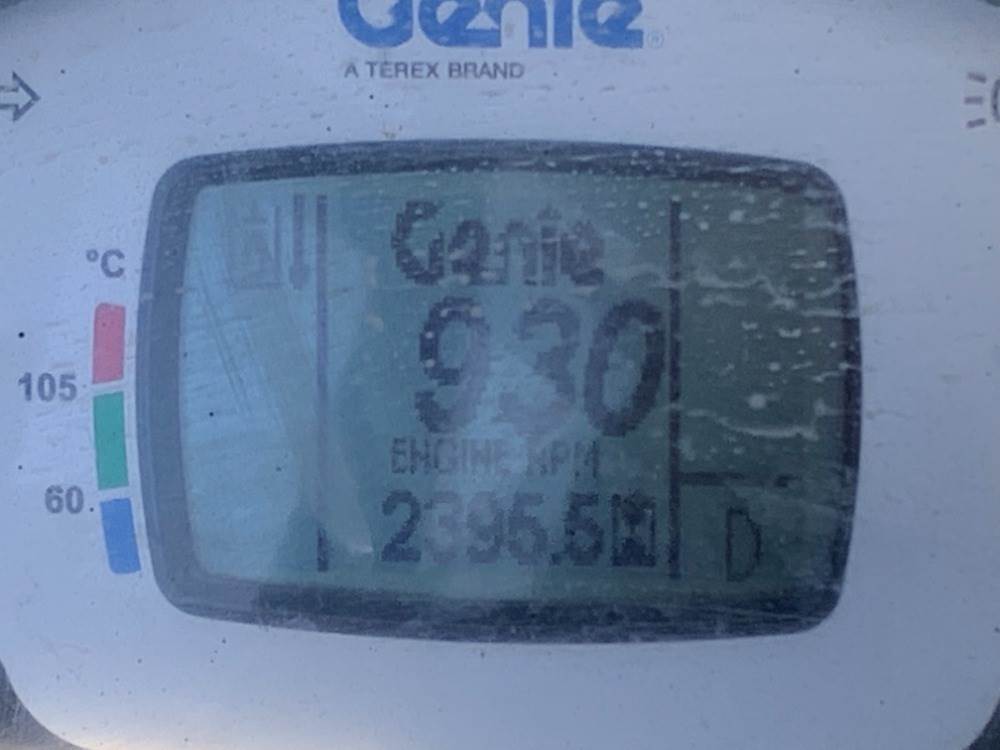 Genie®
A TEREX BRAND
°C
105
60
Genie
930
ENGINE RPM
2395.5
D